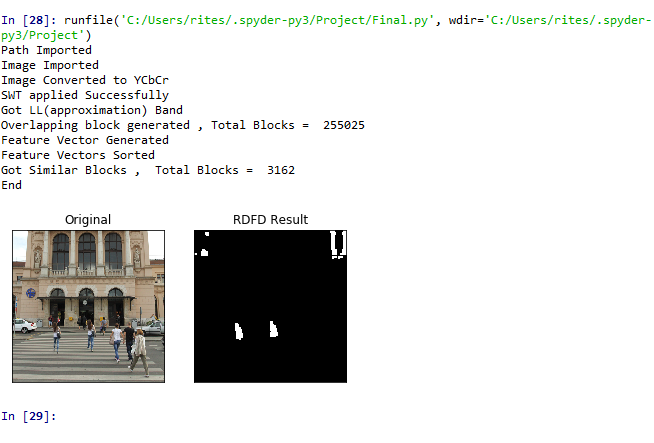 In [28]: runfile('C:/Users/rites/.spyder-py3/Project/Final.py', wdir='C:/Users/rites/.spyder-
py3/Project')
Path Imported
Image Imported
Image Converted to YCbCr
SWT applied Successfully
Got LL(approximation) Band
Overlapping block generated , Total Blocks =  255025
Feature Vector Generated
Feature Vectors Sorted
Got Similar Blocks ,  Total Blocks =  3162
End
Original
RDFD Result
In [29]: